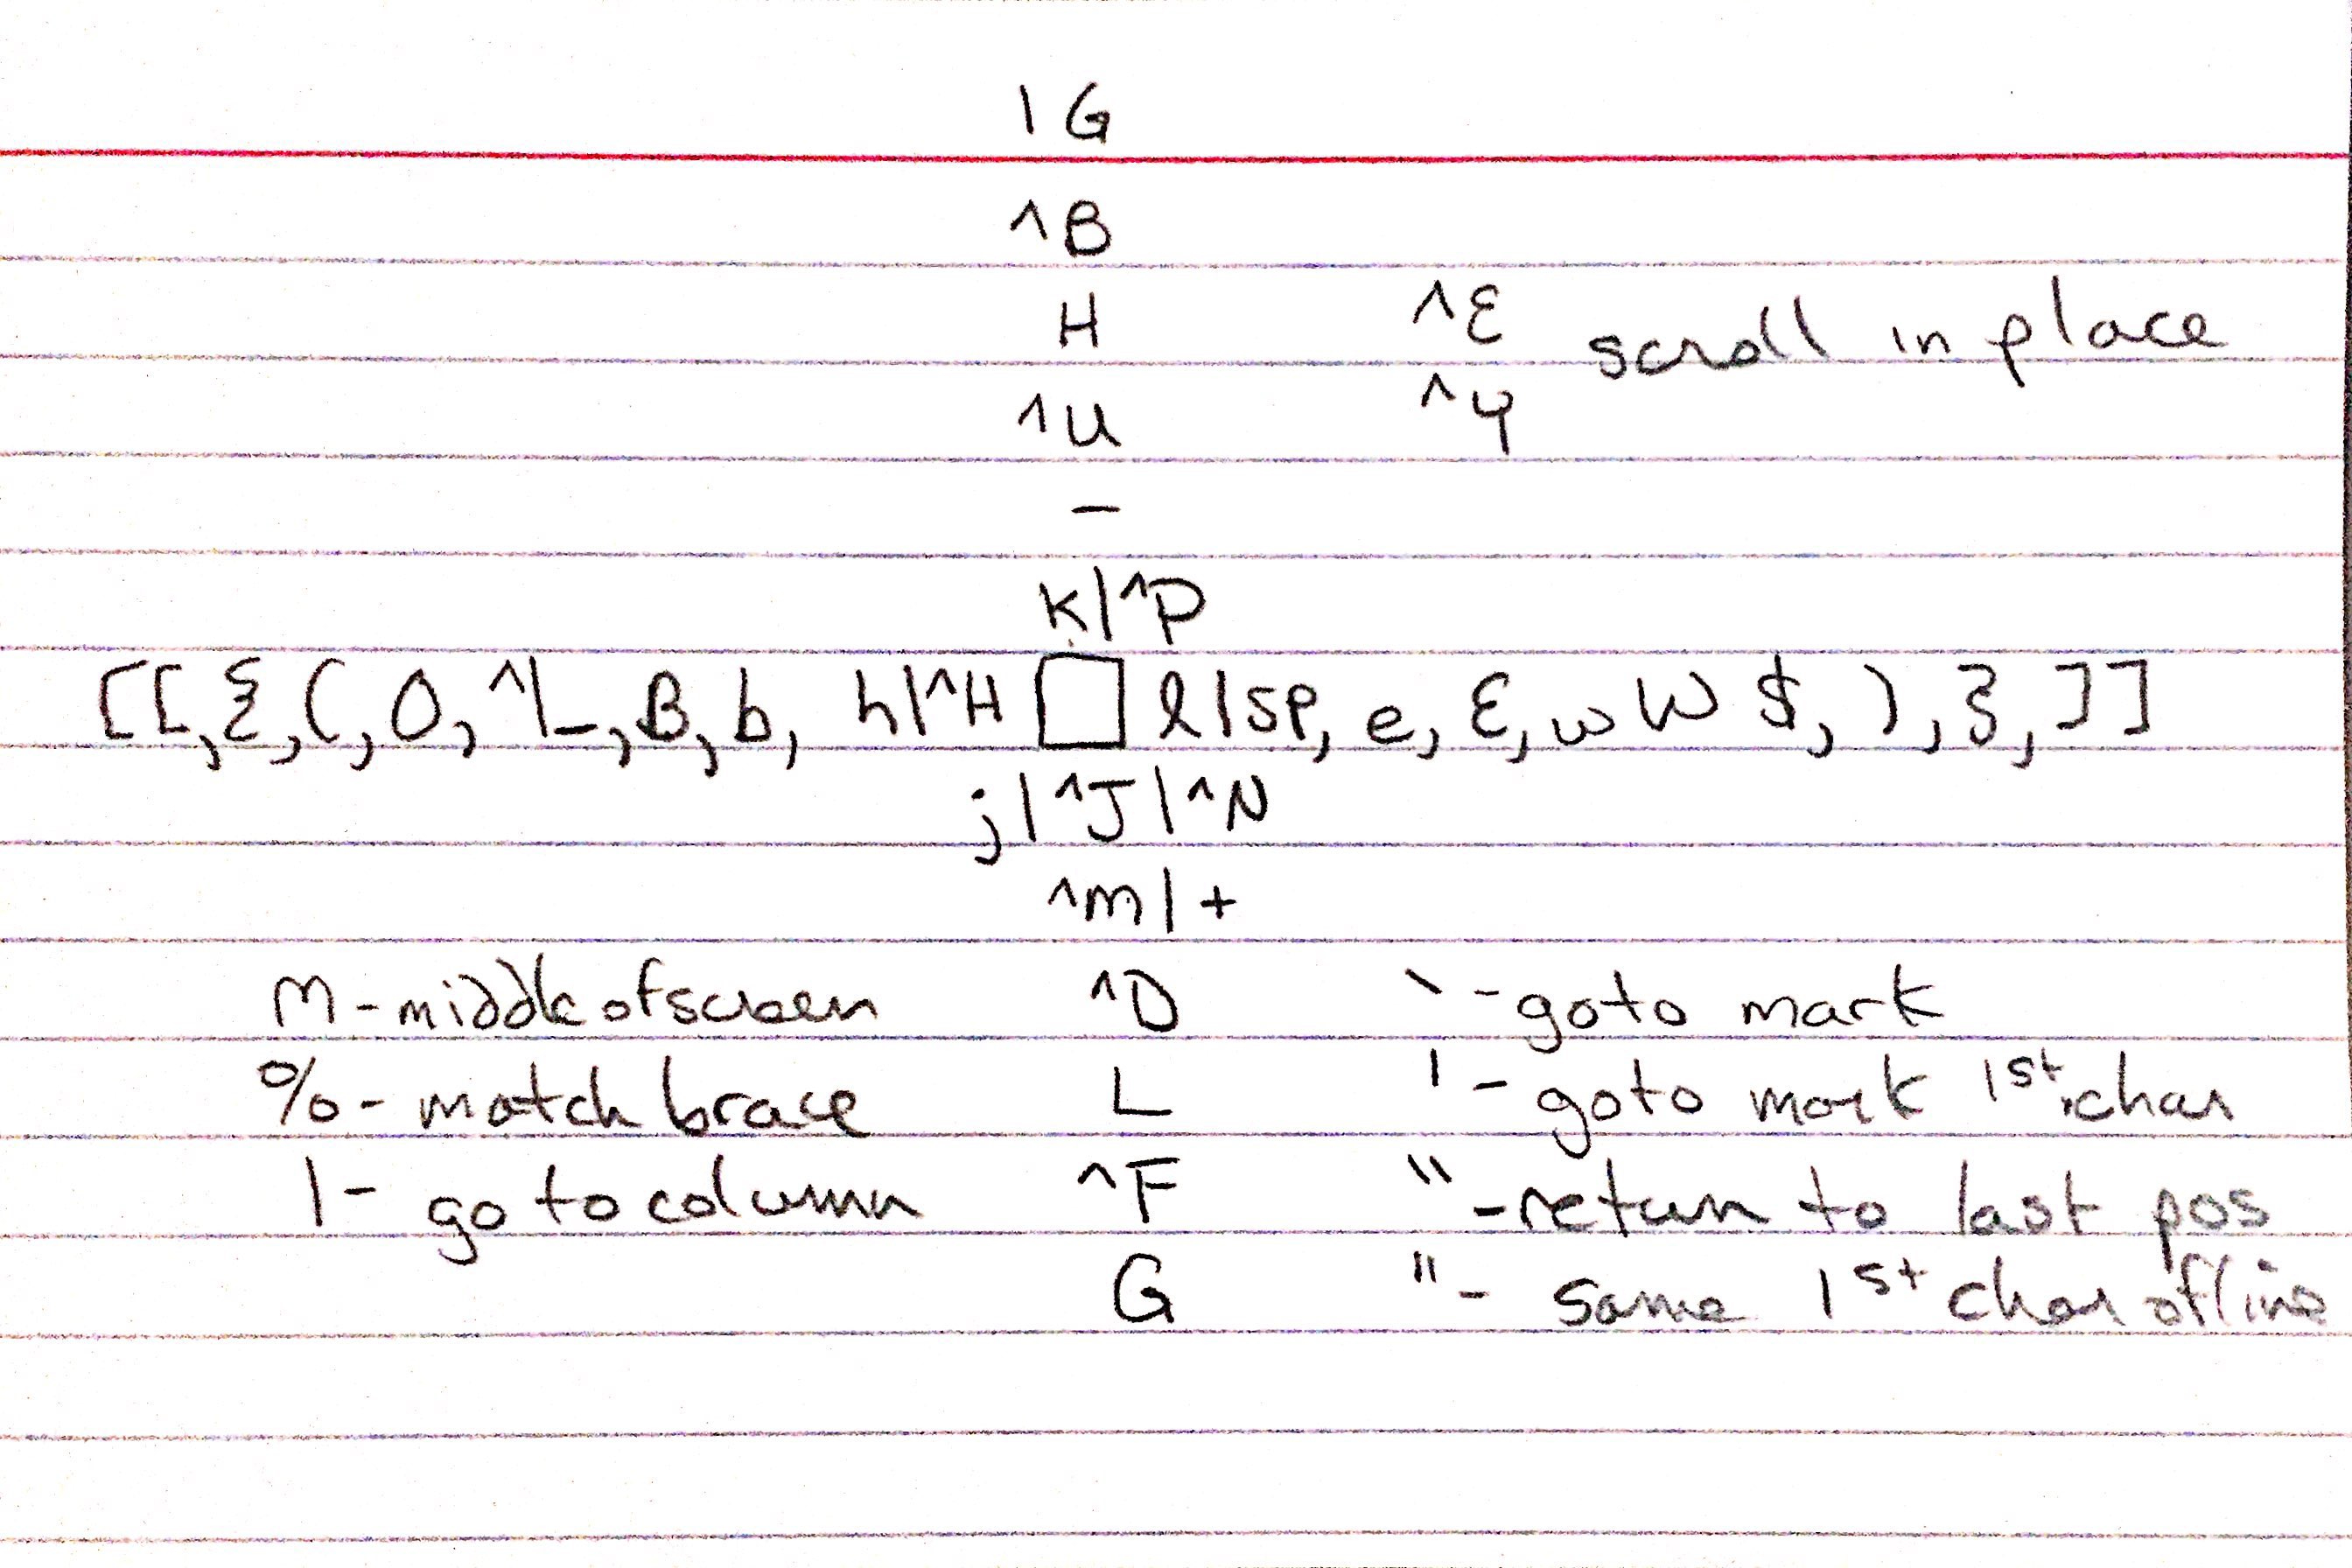 1G
^B
H ^E scroll in place
^U ^Y
-
k|^P
[[,{,(,0,^|_,B,b, h|^H □ l|sp, e, E, w W $, ), }, ]]
j|^J|^N
^m|+
M - middle of screen ^D ` - goto mark
% - match brace L ' - goto mark 1st char
| - go to column ^F `` - return to last pos
G '' - same 1st char of line